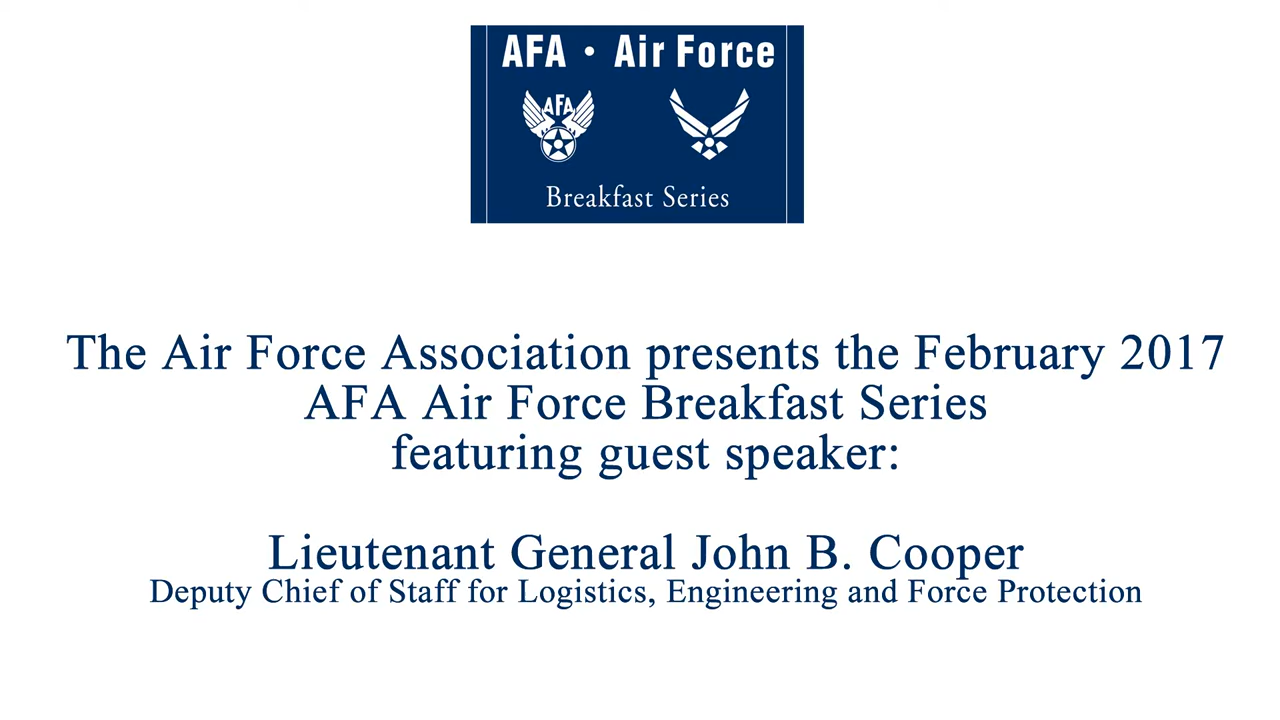 AFA • Air Force
AFA
Breakfast Series
The Air Force Association presents the February 2017
AFA Air Force Breakfast Series
featuring guest speaker:
Lieutenant General John B. Cooper
Deputy Chief of Staff for Logistics, Engineering and Force Protection